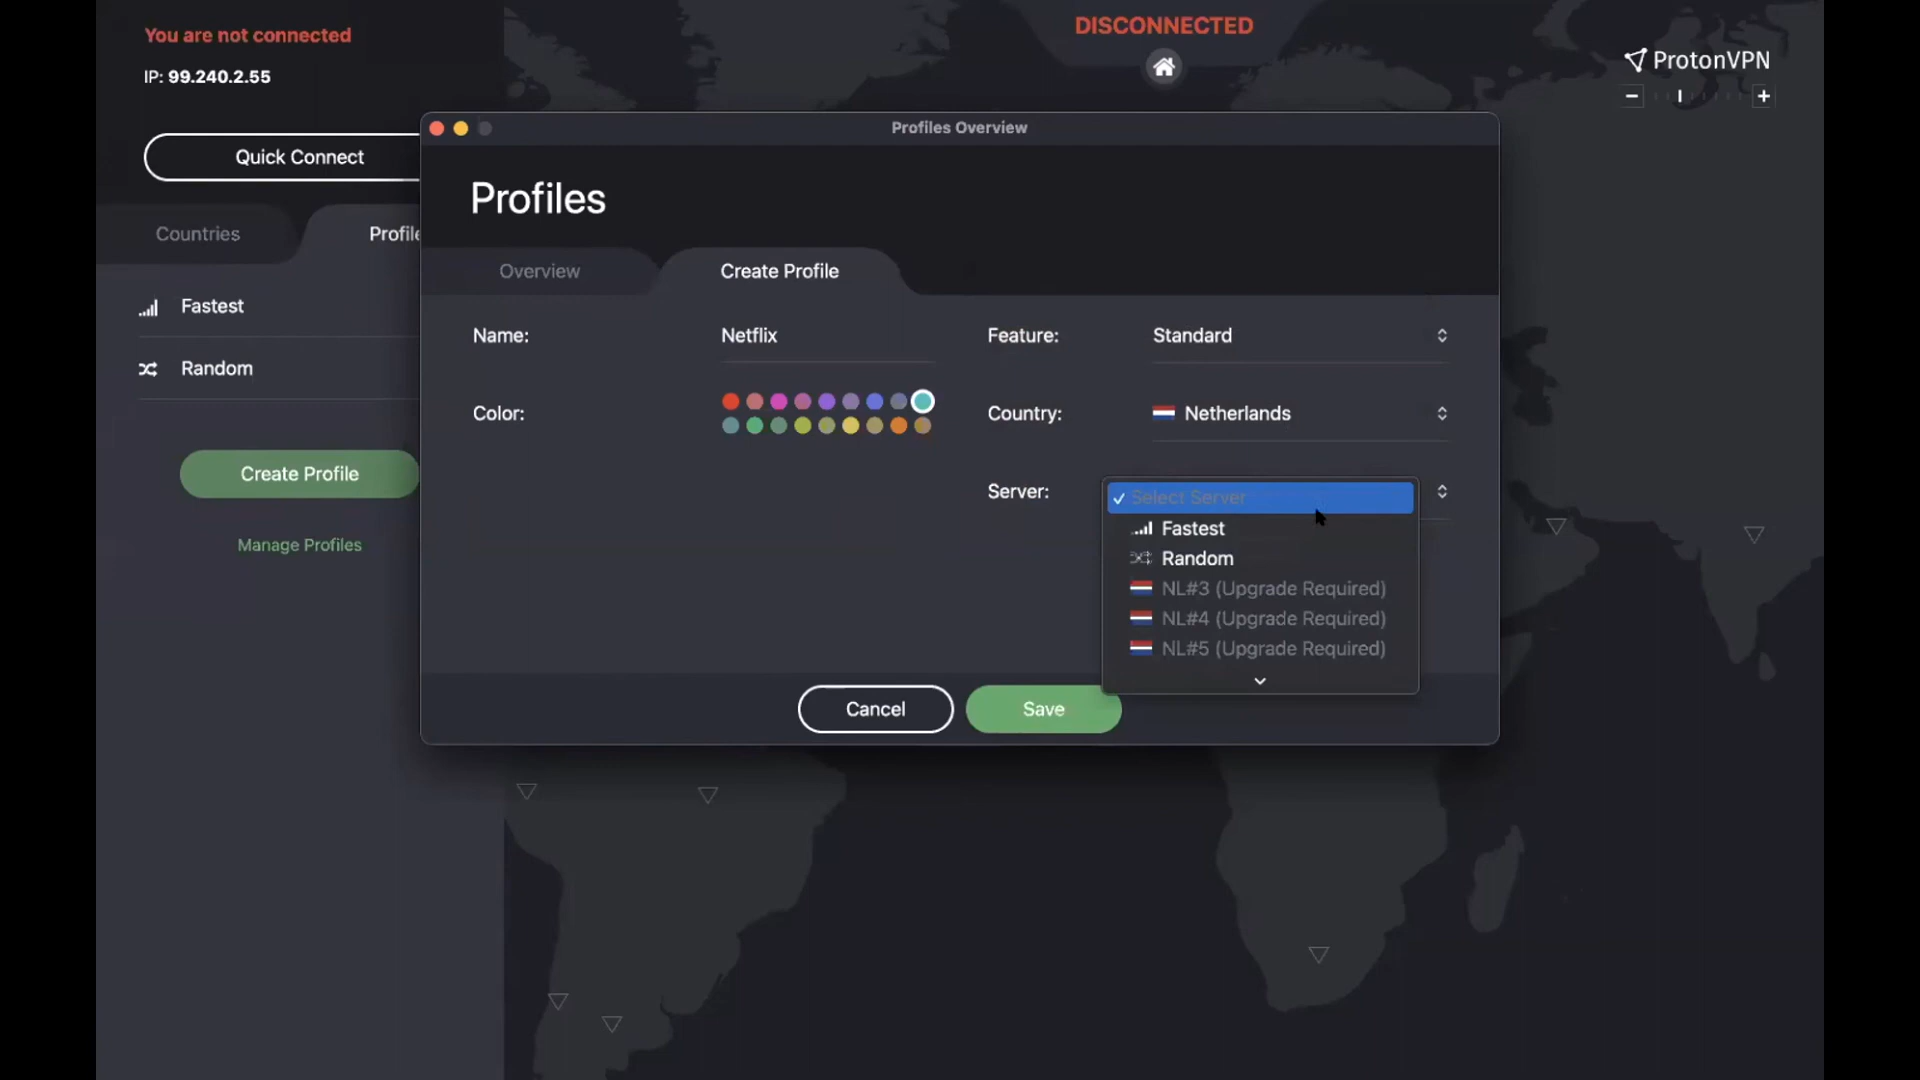 You are not connected
IP: 99.240.2.55
DISCONNECTED
ProtonVPN
Quick Connect
Countries
Profile
Fastest
Random
Create Profile
Manage Profiles
Profiles Overview
Profiles
Overview
Create Profile
Name:
Netflix
Color:
Feature:
Standard
Country:
Netherlands
Server:
Select Server
Fastest
Random
NL#3 (Upgrade Required)
NL#4 (Upgrade Required)
NL#5 (Upgrade Required)
Cancel
Save